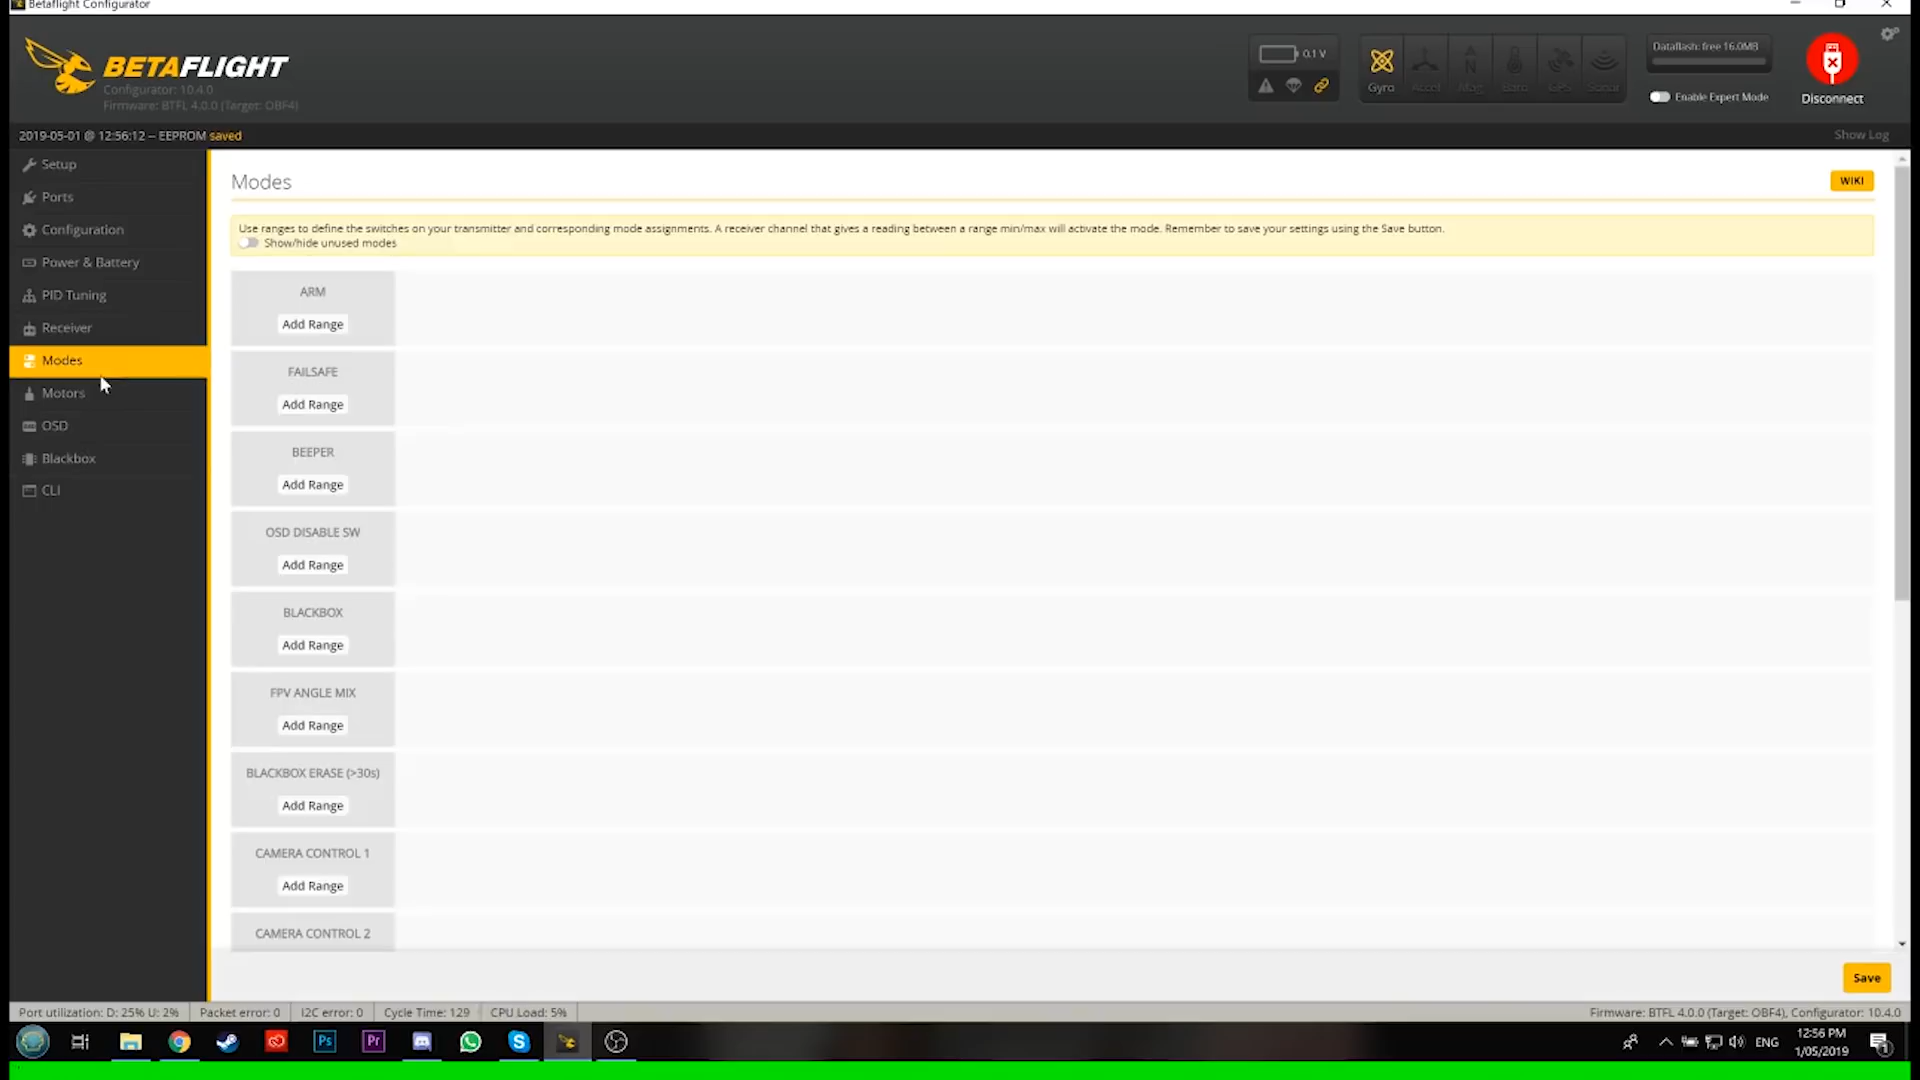 Betaflight Configurator
BETAFLIGHT
Configurator: 10.4.0
Firmware: BTFL 4.0.0 (Target: OBF4)
0.1 V
Gyro
Accel
Mag
Baro
GPS
Sonar
Dataflash: free 16.0MB
Enable Expert Mode
Disconnect
2019-05-01 @ 12:56:12 -- EEPROM saved
Show Log
Setup
Ports
Configuration
Power & Battery
PID Tuning
Receiver
Modes
Motors
OSD
Blackbox
CLI
Modes
WIKI
Use ranges to define the switches on your transmitter and corresponding mode assignments. A receiver channel that gives a reading between a range min/max will activate the mode. Remember to save your settings using the Save button.
Show/hide unused modes
ARM
Add Range
FAILSAFE
Add Range
BEEPER
Add Range
OSD DISABLE SW
Add Range
BLACKBOX
Add Range
FPV ANGLE MIX
Add Range
BLACKBOX ERASE (>30s)
Add Range
CAMERA CONTROL 1
Add Range
CAMERA CONTROL 2
Save
Port utilization: D: 25% U: 2%
Packet error: 0
I2C error: 0
Cycle Time: 129
CPU Load: 5%
Firmware: BTFL 4.0.0 (Target: OBF4), Configurator: 10.4.0
Ps
Pr
ENG
12:56 PM
1/05/2019
1